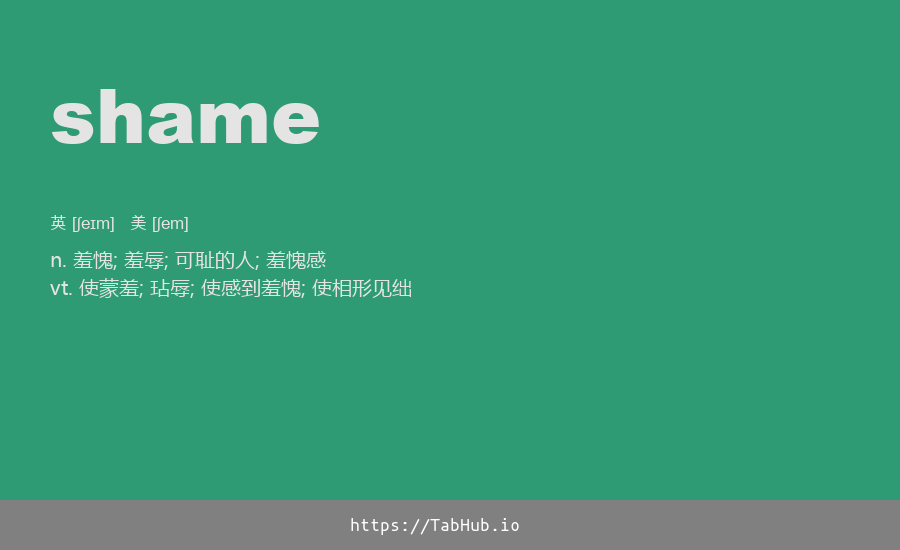 shame
英 [ʃeɪm] 美 [ʃem]
n. 羞愧; 羞辱; 可耻的人; 羞愧感
vt. 使蒙羞; 玷辱; 使感到羞愧; 使相形见绌
https://TabHub.io